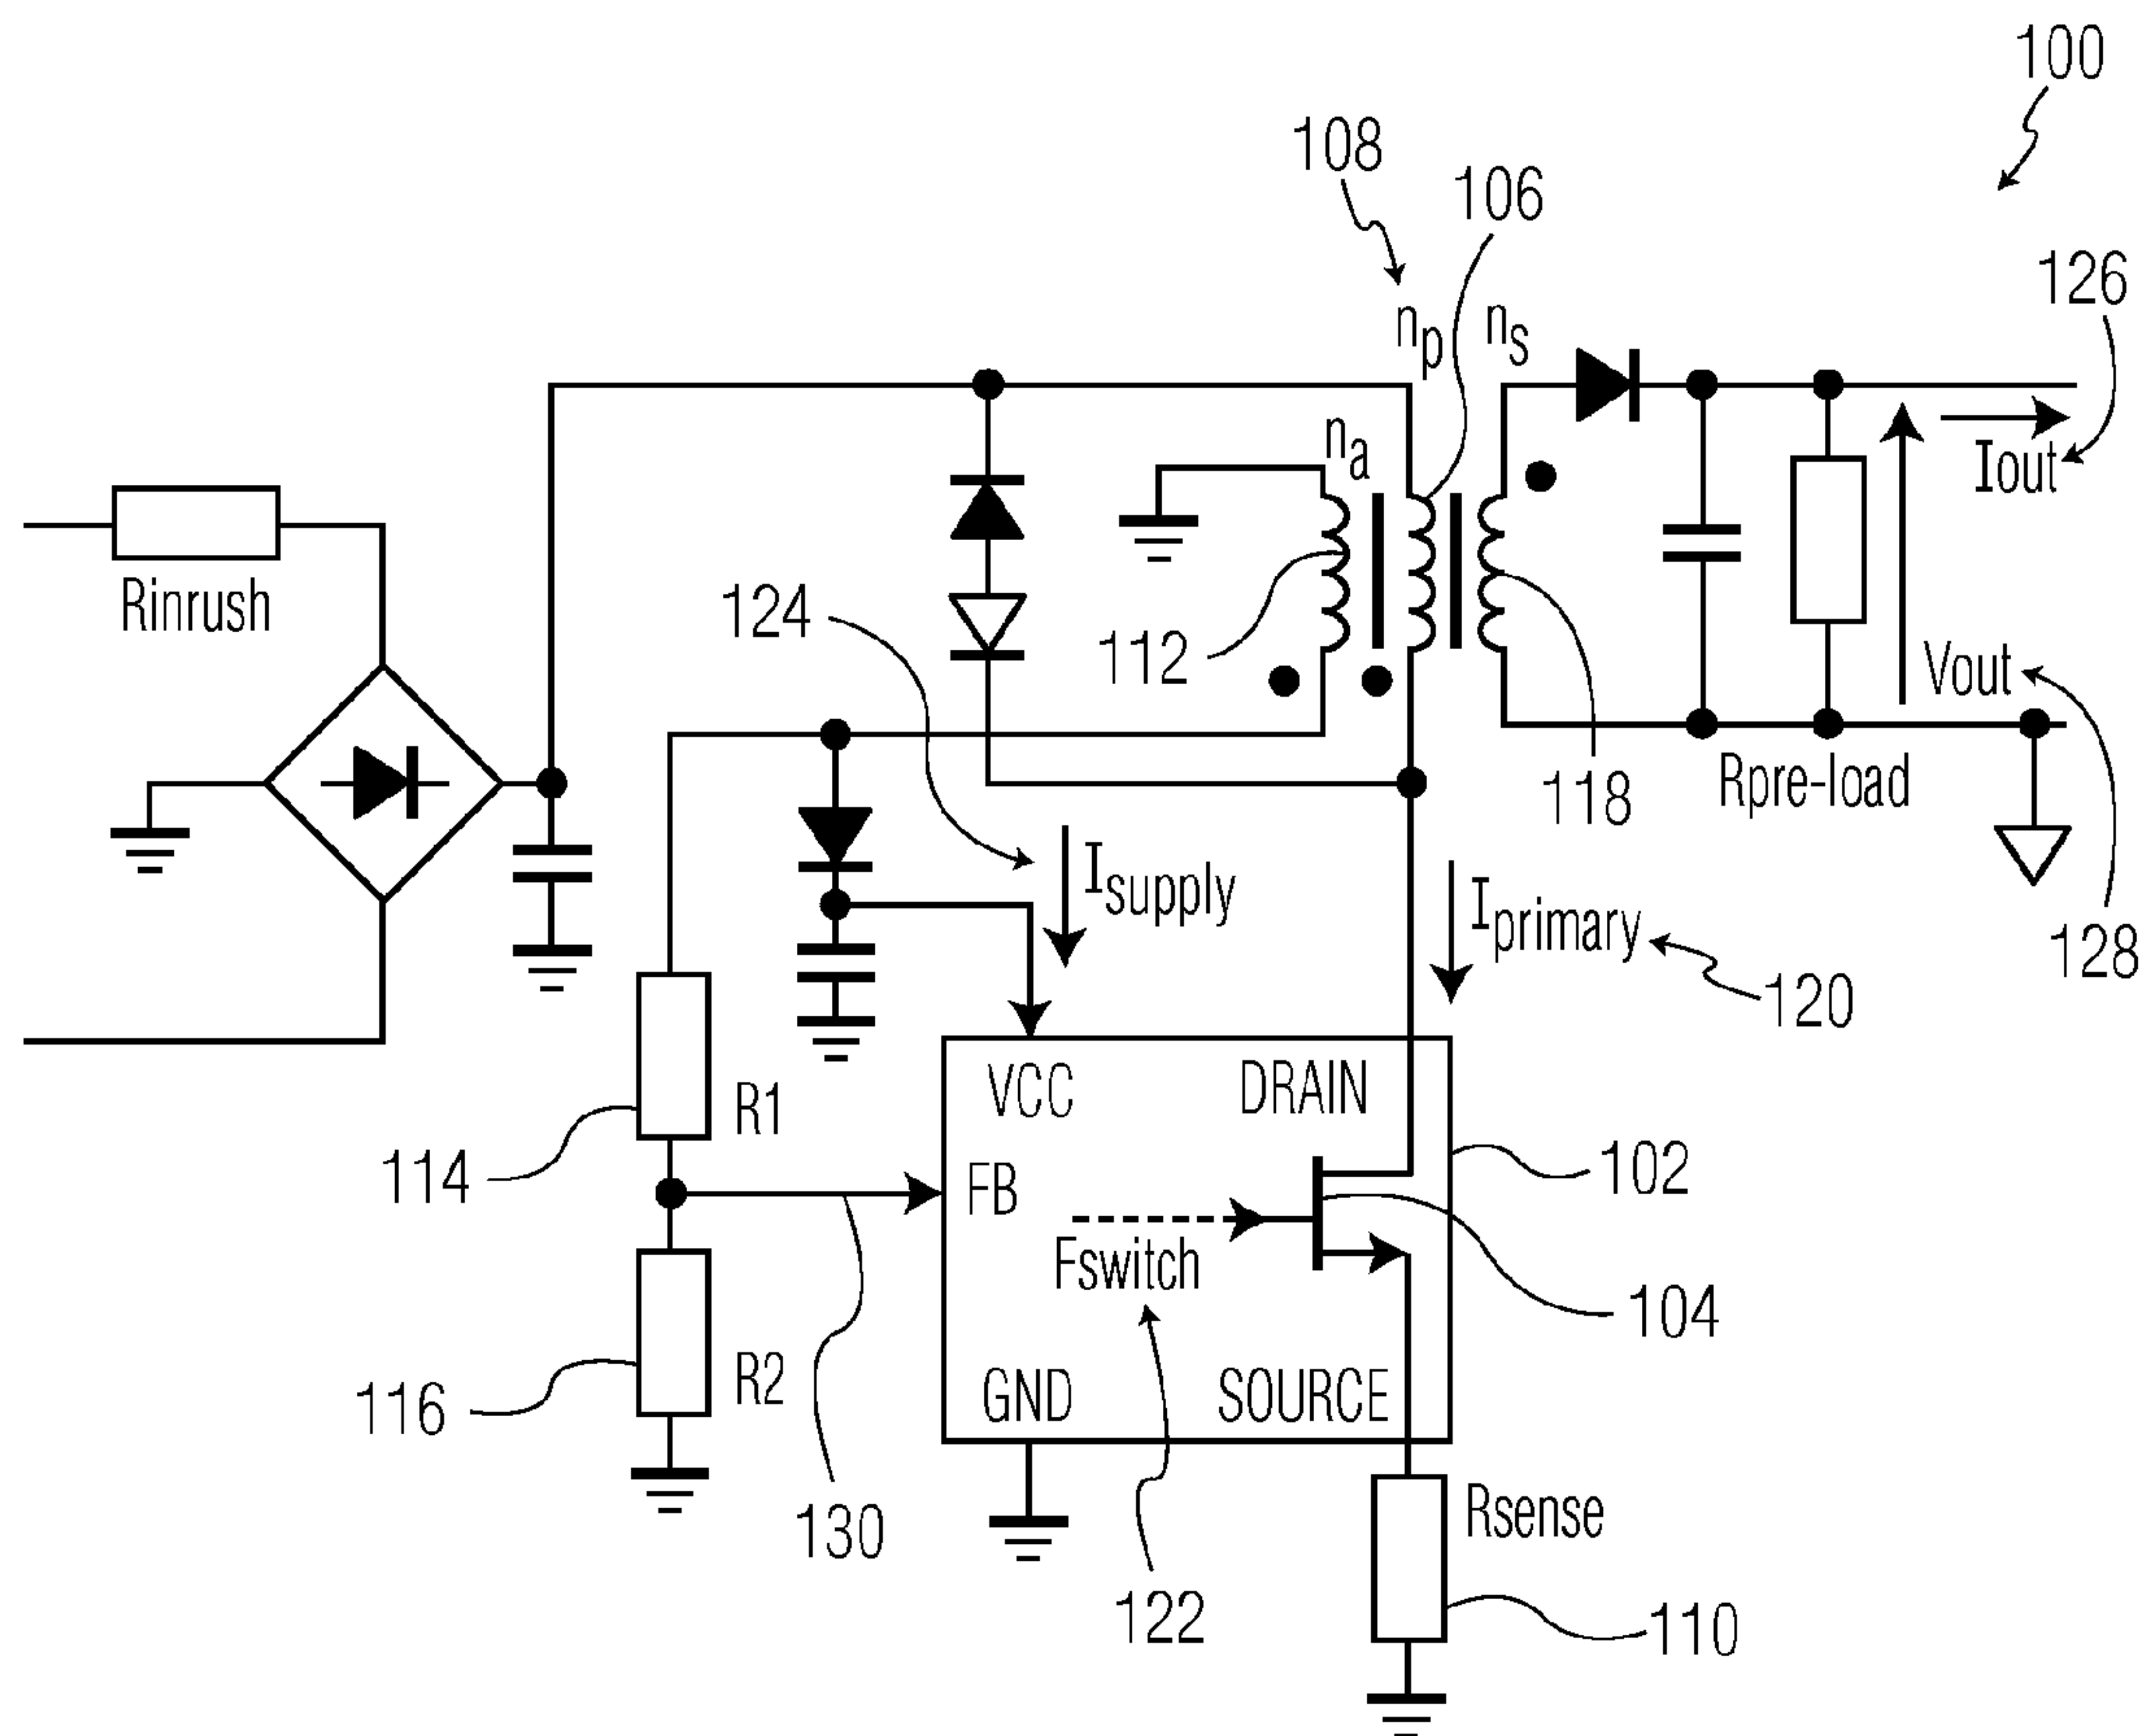 100
108
106
126
np
ns
na
Iout
Rinrush
124
112
Vout
118
Rpre-load
Isupply
Iprimary
128
120
VCC
DRAIN
R1
114
FB
102
Fswitch
104
R2
116
GND
SOURCE
130
Rsense
122
110